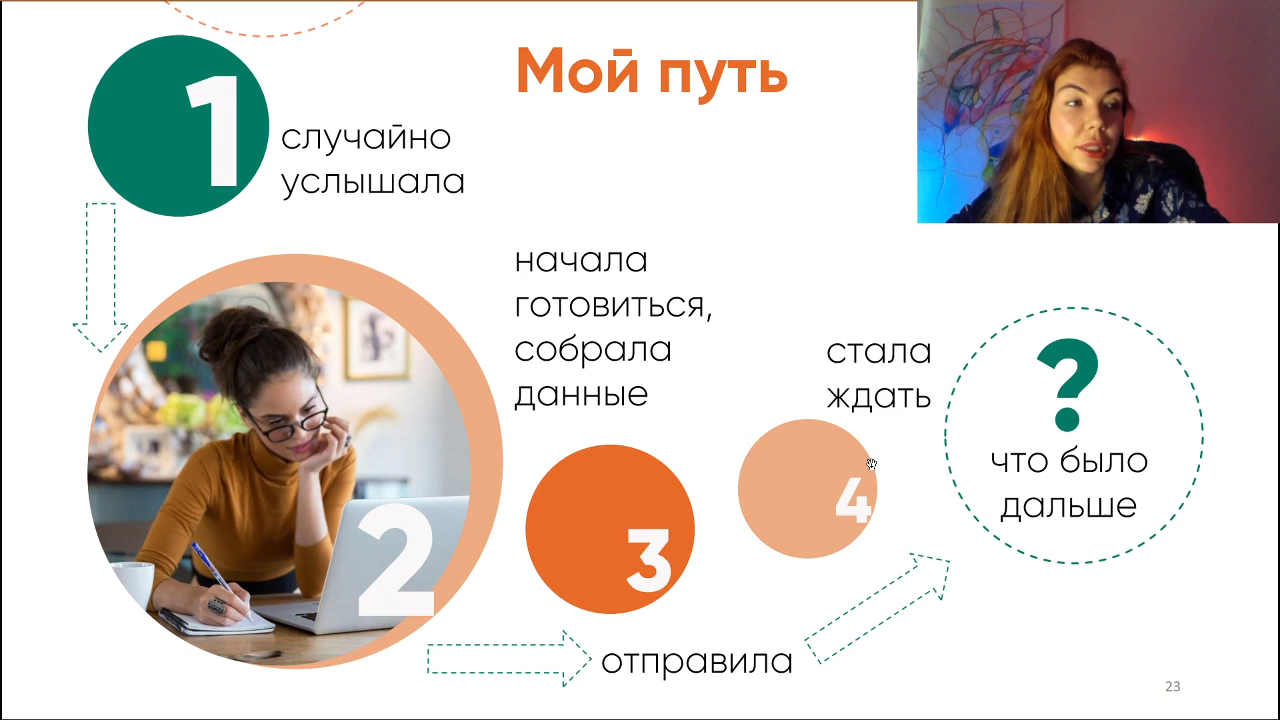 Мой путь
1
случайно
услышала
2
начала
готовиться,
собрала
данные
3
отправила
4
стала
ждать
?
что было
дальше
23